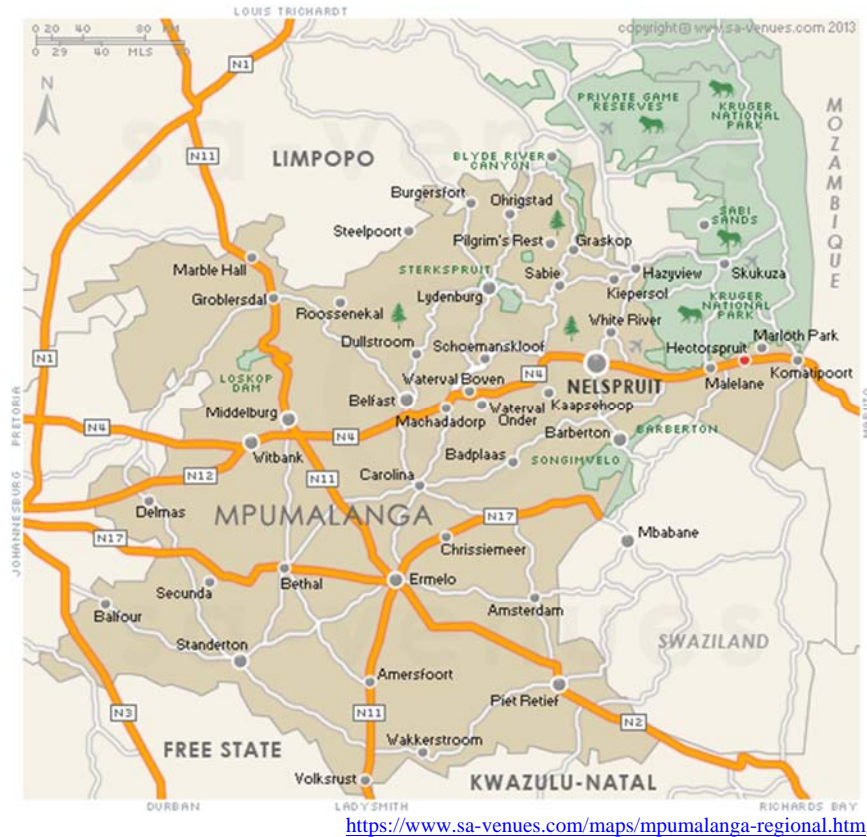 LOUIS TRICHARDT
0 20 40 80 KM
0 29 40 MLS
copyright@ www.sa-venues.com 2013
N1
N
PRIVATE GAME
RESERVES
KRUGER
NATIONAL
PARK
MOZAMBIQUE
N11
LIMPOPO
BLYDE RIVER
CANYON
Burgersfort
Ohrigstad
Steelpoort
Pilgrim's Rest
Graskop
SABI
SANDS
Marble Hall
STERKSPRUIT
Sabie
Hazyview
Skukuza
Groblersdal
Lydenburg
Kiepersol
Roossenekal
KRUGER
NATIONAL
PARK
White River
Dullstroom
Schoemanskloof
Hectorspruit
Marloth Park
N1
LOSKOP
DAM
Waterval Boven
N4
NELSPRUIT
Malelane
Komatipoort
Belfast
Kaapsehoop
Middelburg
Machadadorp
Waterval
Onder
PRETORIA
MAPUTO
N4
N4
Barberton
BARBERTON
Witbank
Badplaas
SONGIMVELO
N12
Carolina
N11
JOHANNESBURG
Delmas
MPUMALANGA
N17
N17
Chrissiemeer
Mbabane
Secunda
Bethal
Ermelo
Balfour
Amsterdam
Standerton
SWAZILAND
sa-venues
Amersfoort
Piet Retief
N3
N11
N2
FREE STATE
Wakkerstroom
Volksrust
KWAZULU-NATAL
DURBAN
LADYSMITH
RICHARDS BAY
https://www.sa-venues.com/maps/mpumalanga-regional.htm